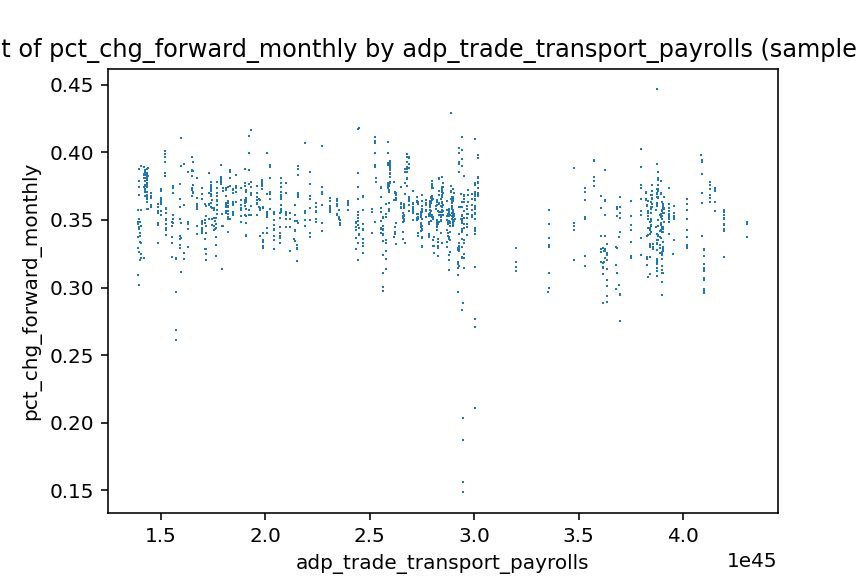 t of pct_chg_forward_monthly by adp_trade_transport_payrolls (sample
pct_chg_forward_monthly
0.45
0.40
0.35
0.30
0.25
0.20
0.15
1.5 2.0 2.5 3.0 3.5 4.0
1e45
adp_trade_transport_payrolls